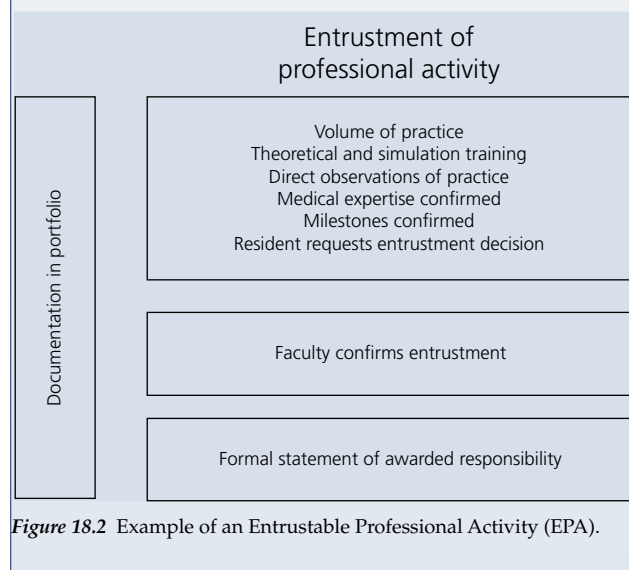 Entrustment of
professional activity
Documentation in portfolio
Volume of practice
Theoretical and simulation training
Direct observations of practice
Medical expertise confirmed
Milestones confirmed
Resident requests entrustment decision
Faculty confirms entrustment
Formal statement of awarded responsibility
Figure 18.2 Example of an Entrustable Professional Activity (EPA).